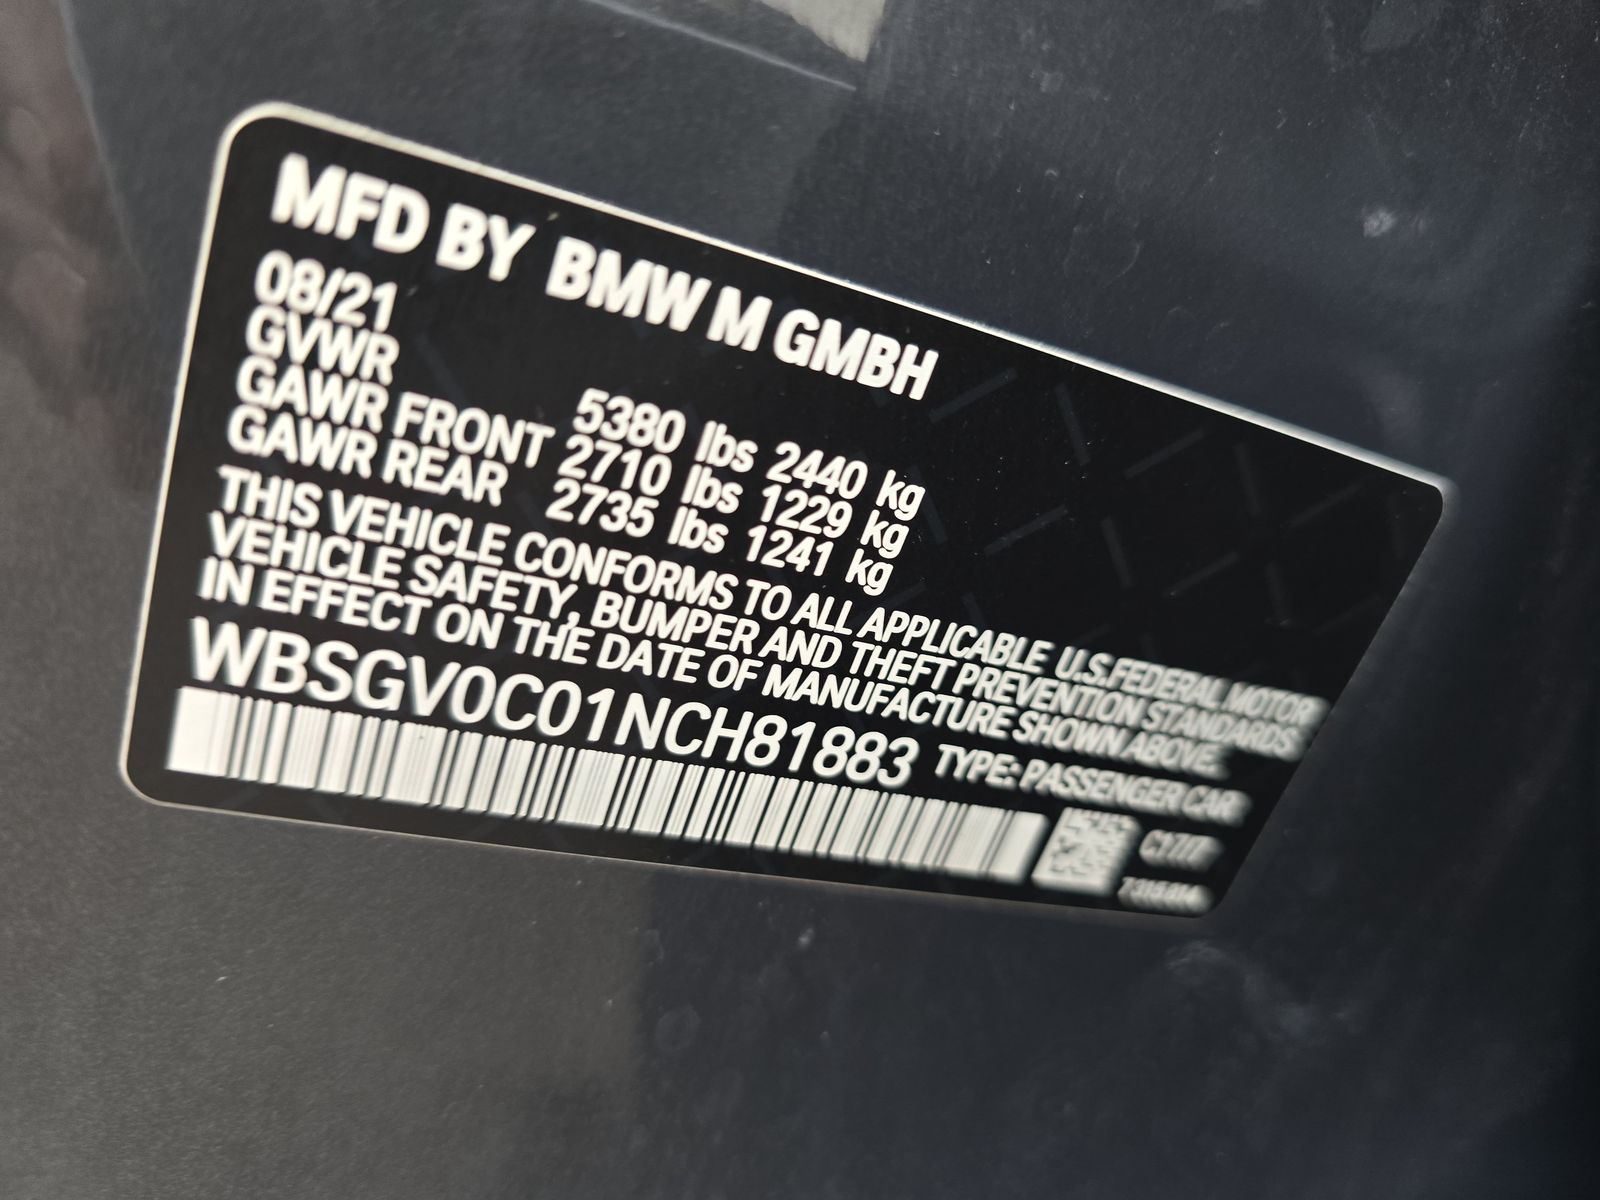 MFD BY BMW M GMBH
08/21
GVWR 5380 lbs 2440 kg
GAWR FRONT 2710 lbs 1229 kg
GAWR REAR 2735 lbs 1241 kg
THIS VEHICLE CONFORMS TO ALL APPLICABLE U.S.FEDERAL MOTOR
VEHICLE SAFETY, BUMPER AND THEFT PREVENTION STANDARDS
IN EFFECT ON THE DATE OF MANUFACTURE SHOWN ABOVE.
WBSGV0C01NCH81883 TYPE: PASSENGER CAR